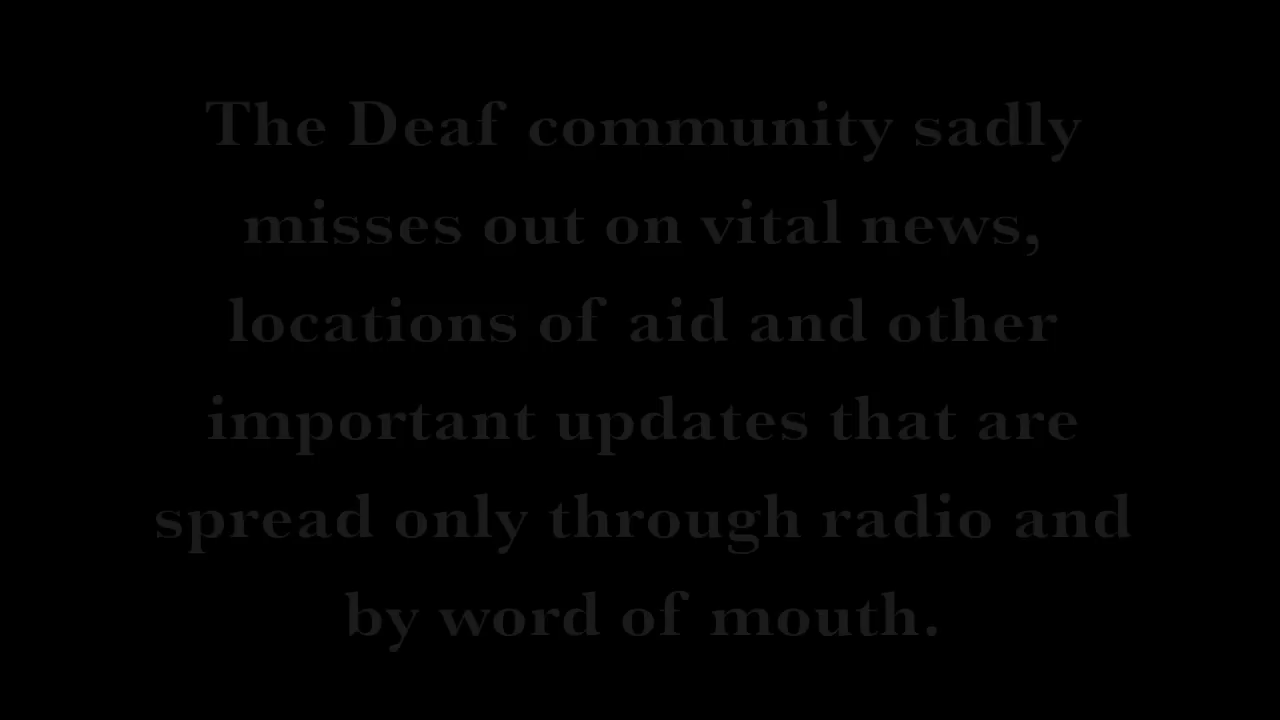 The Deaf community sadly
misses out on vital news,
locations of aid and other
important updates that are
spread only through radio and
by word of mouth.